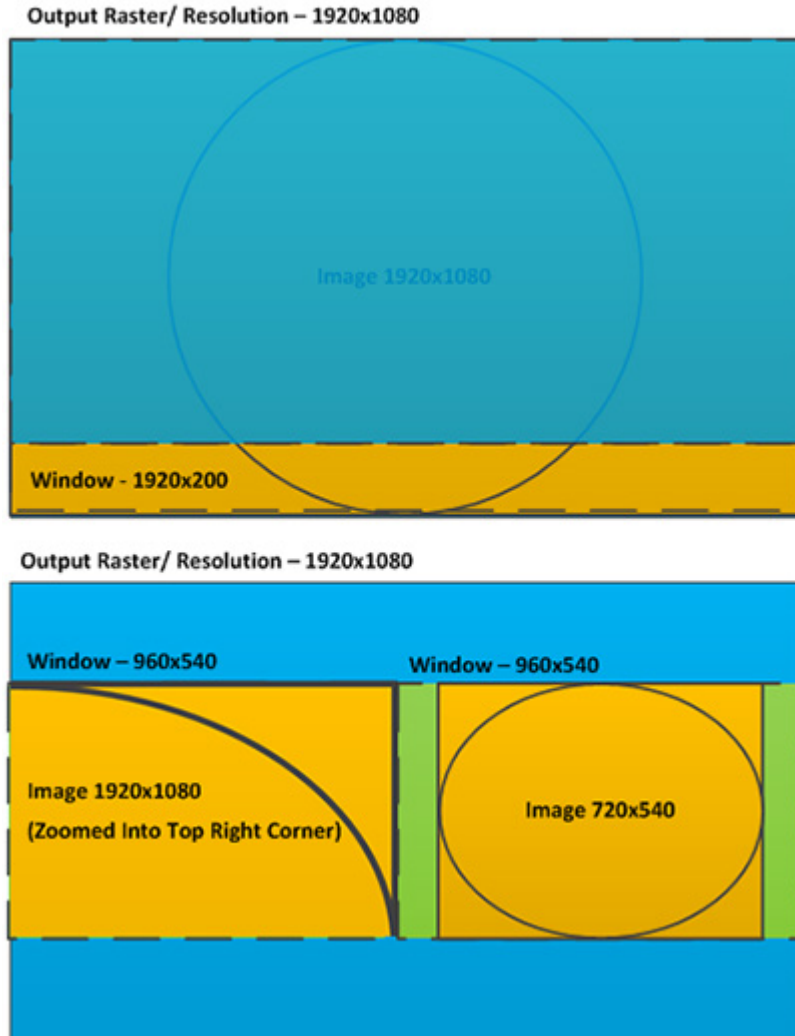 Output Raster/ Resolution – 1920x1080
Image 1920x1080
Window - 1920x200
Output Raster/ Resolution – 1920x1080
Window – 960x540
Window – 960x540
Image 1920x1080
(Zoomed Into Top Right Corner)
Image 720x540